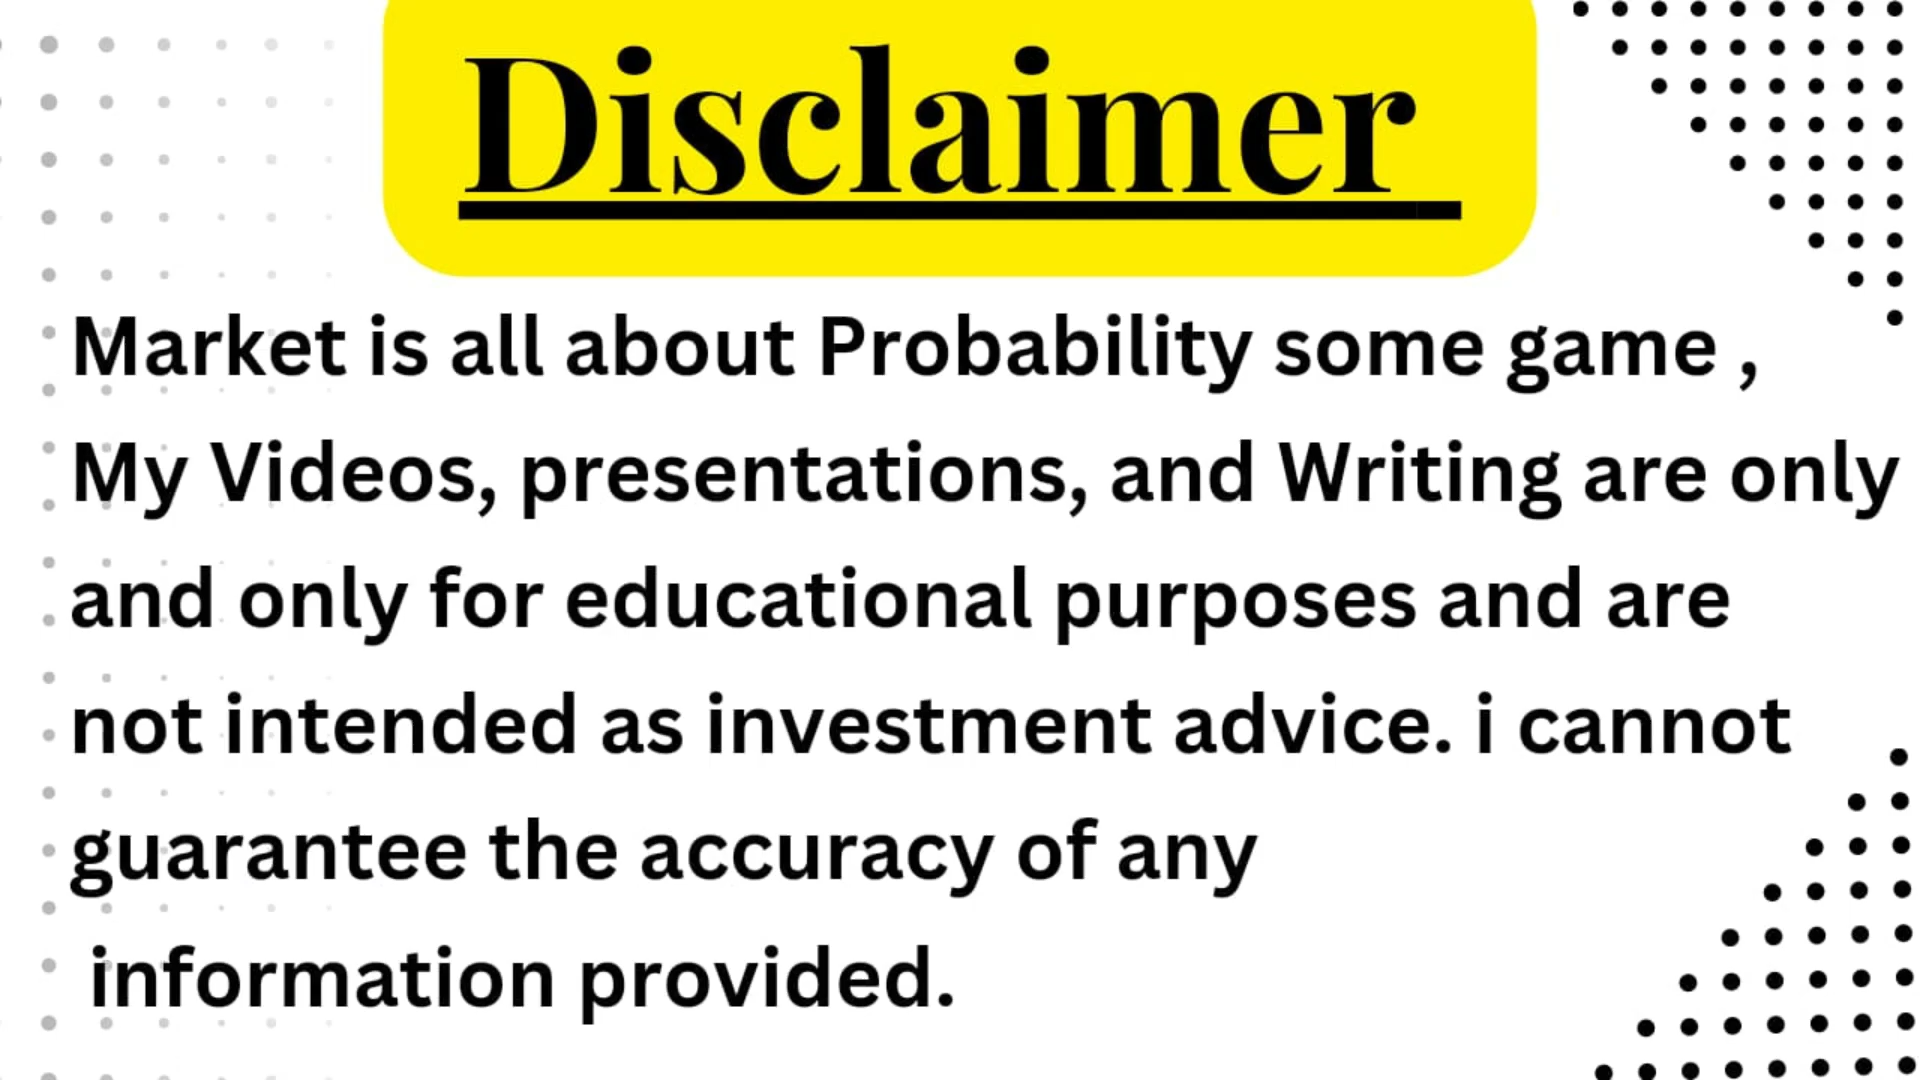 Disclaimer
Market is all about Probability some game ,
My Videos, presentations, and Writing are only
and only for educational purposes and are
not intended as investment advice. i cannot
guarantee the accuracy of any
information provided.